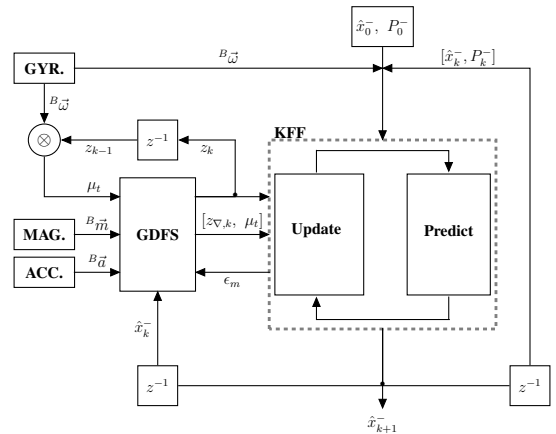 x̂₀⁻, P₀⁻
ᴮω⃗
[x̂ₖ⁻, Pₖ⁻]
GYR.
ᴮω⃗
KFF
⊗
zₖ₋₁
z⁻¹
zₖ
μₜ
GDFS
[z∇,ₖ, μₜ]
Update
Predict
MAG.
ᴮm⃗
ACC.
ᴮa⃗
ϵₘ
x̂ₖ⁻
z⁻¹
z⁻¹
x̂ₖ₊₁⁻